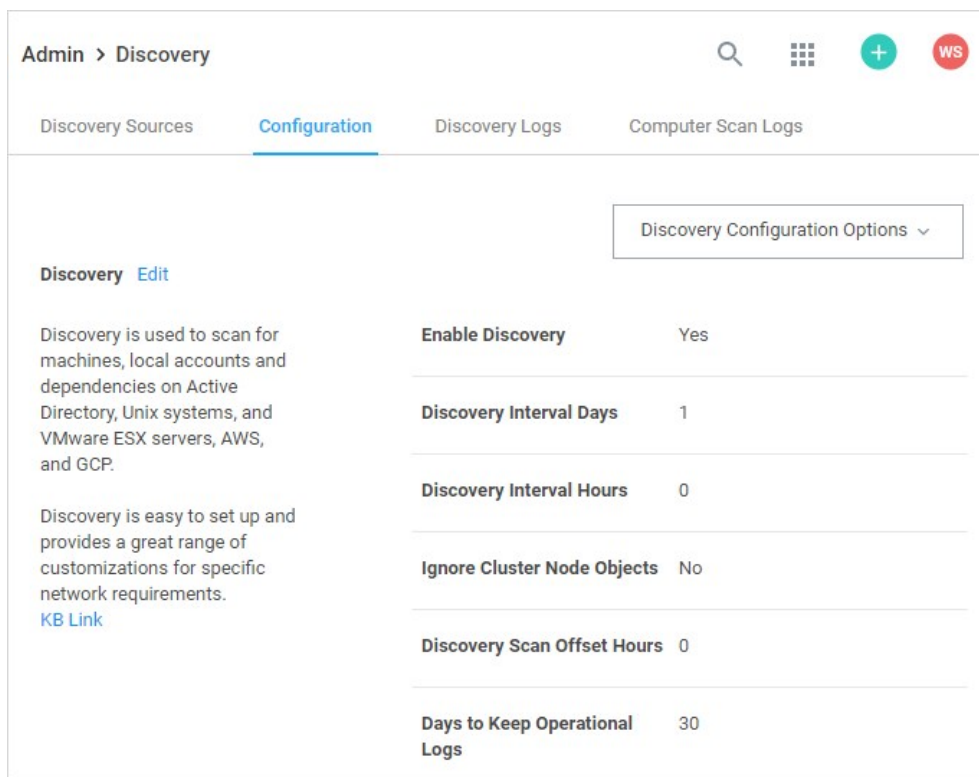 Admin > Discovery
+
WS
Discovery Sources
Configuration
Discovery Logs
Computer Scan Logs
Discovery Configuration Options
Discovery Edit
Discovery is used to scan for
machines, local accounts and
dependencies on Active
Directory, Unix systems, and
VMware ESX servers, AWS,
and GCP.
Discovery is easy to set up and
provides a great range of
customizations for specific
network requirements.
KB Link
Enable Discovery Yes
Discovery Interval Days 1
Discovery Interval Hours 0
Ignore Cluster Node Objects No
Discovery Scan Offset Hours 0
Days to Keep Operational 30
Logs